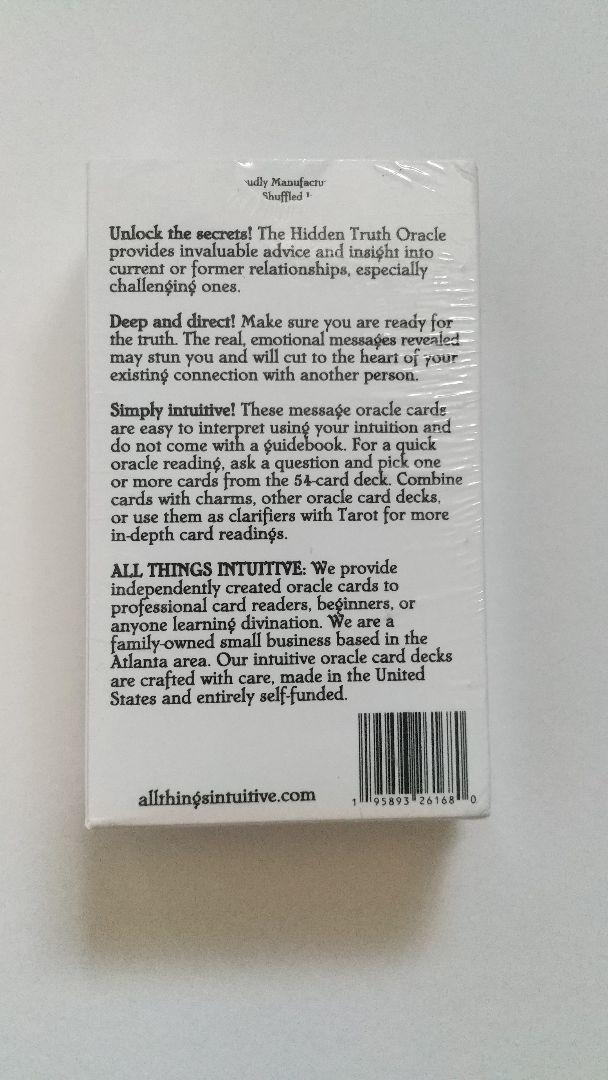 Unlock the secrets! The Hidden Truth Oracle
provides invaluable advice and insight into
current or former relationships, especially
challenging ones.
Deep and direct! Make sure you are ready for
the truth. The real, emotional messages revealed
may stun you and will cut to the heart of your
existing connection with another person.
Simply intuitive! These message oracle cards
are easy to interpret using your intuition and
do not come with a guidebook. For a quick
oracle reading, ask a question and pick one
or more cards from the 54-card deck. Combine
cards with charms, other oracle card decks,
or use them as clarifiers with Tarot for more
in-depth card readings.
ALL THINGS INTUITIVE: We provide
independently created oracle cards to
professional card readers, beginners, or
anyone learning divination. We are a
family-owned small business based in the
Atlanta area. Our intuitive oracle card decks
are crafted with care, made in the United
States and entirely self-funded.
allthingsintuitive.com
1 95893 26168 0